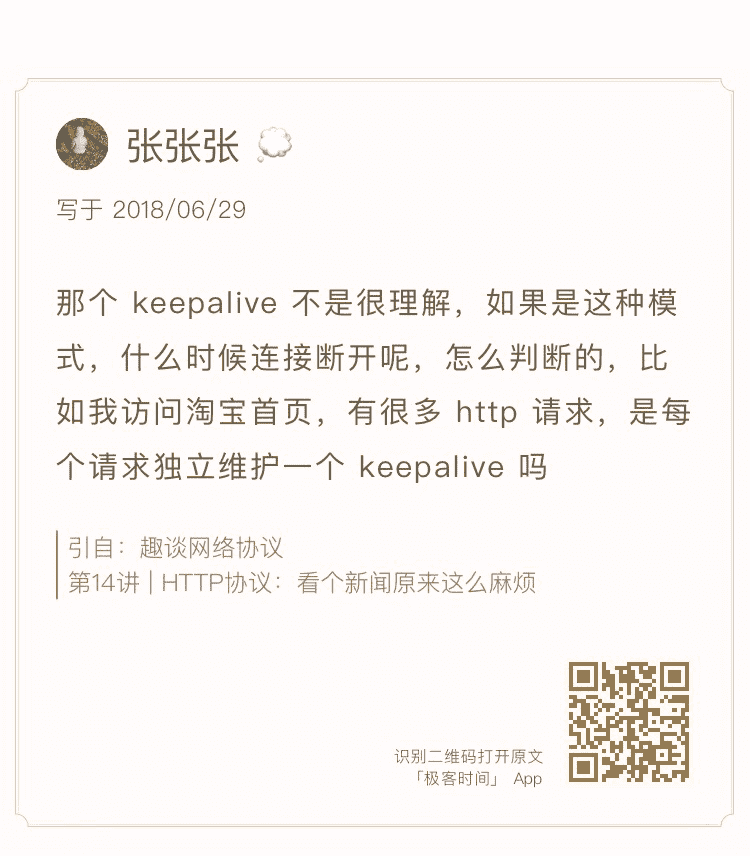 张张张 💭
写于 2018/06/29
那个 keepalive 不是很理解，如果是这种模
式，什么时候连接断开呢，怎么判断的，比
如我访问淘宝首页，有很多 http 请求，是每
个请求独立维护一个 keepalive 吗
引自：趣谈网络协议
第14讲 | HTTP协议：看个新闻原来这么麻烦
识别二维码打开原文
「极客时间」 App